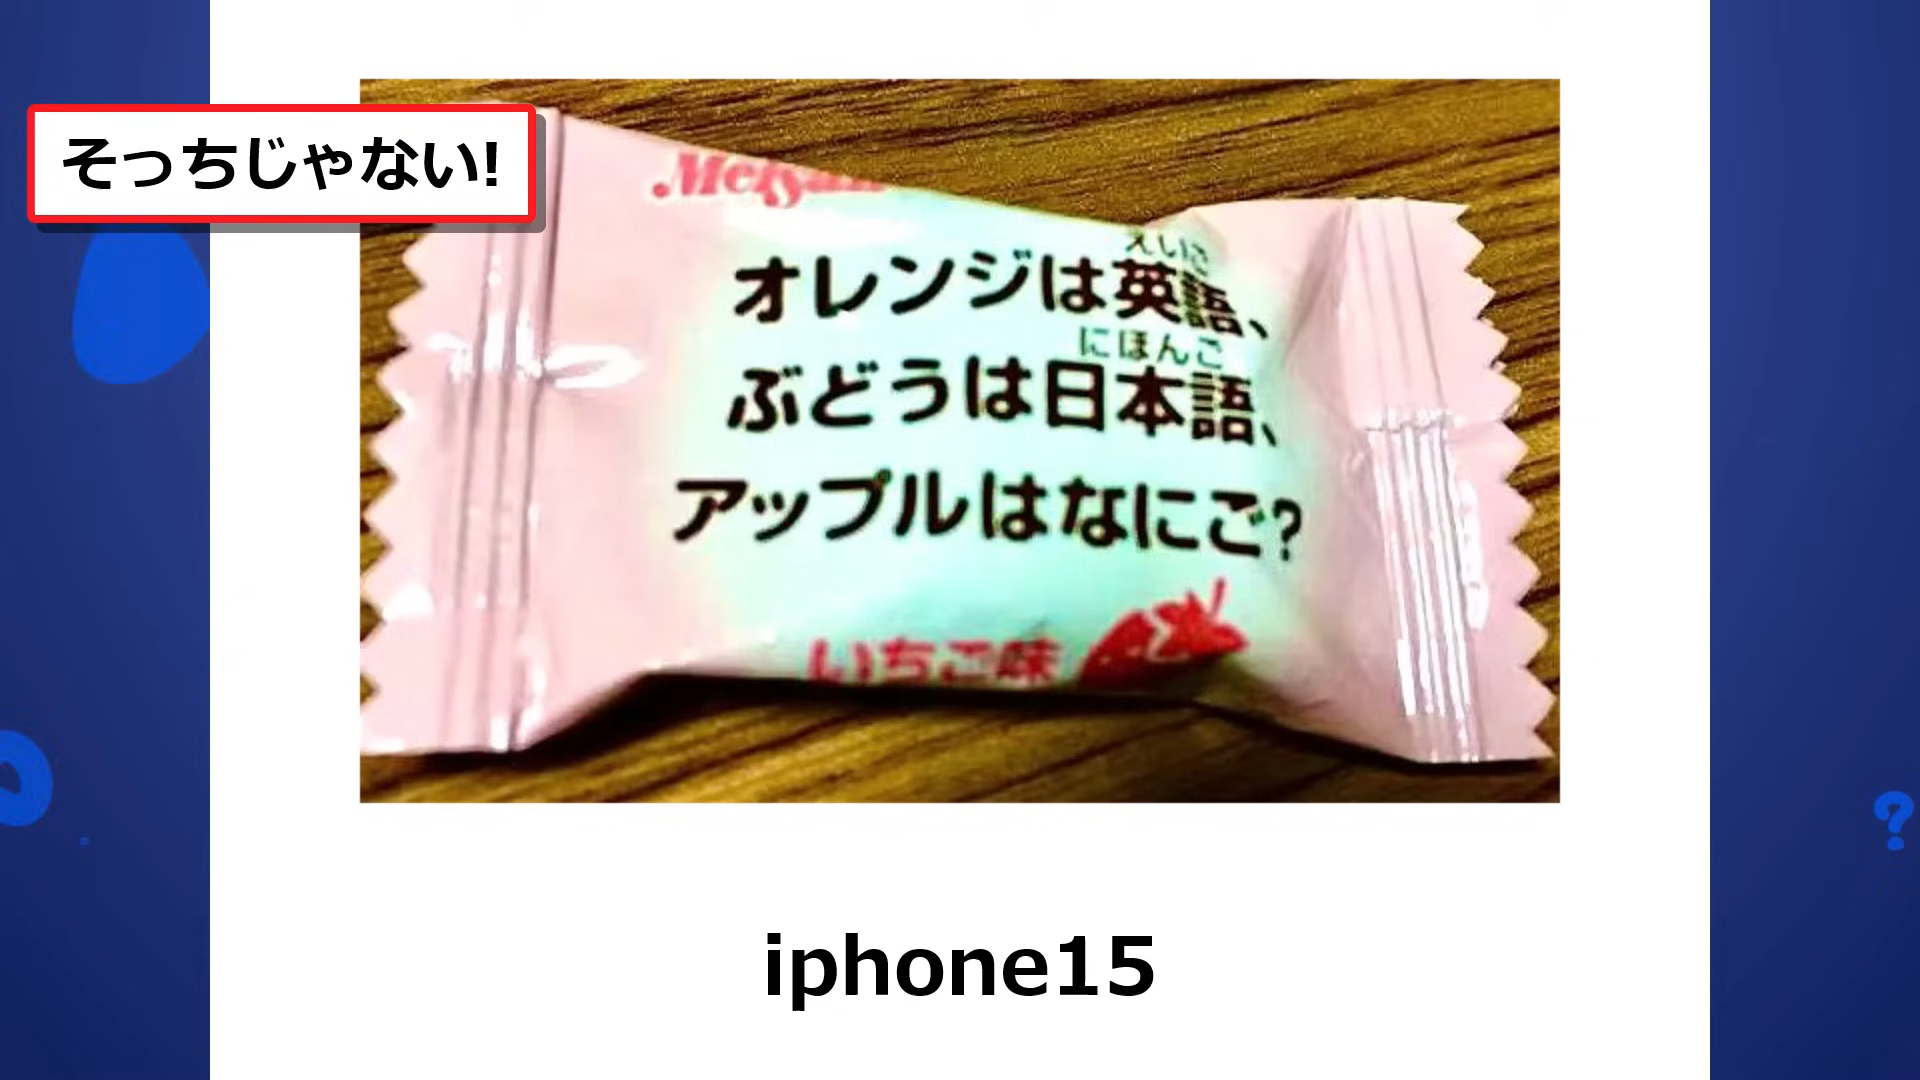 そっちじゃない!
えいご
オレンジは英語、
にほんご
ぶどうは日本語、
アップルはなにご?
いちご味
iphone15